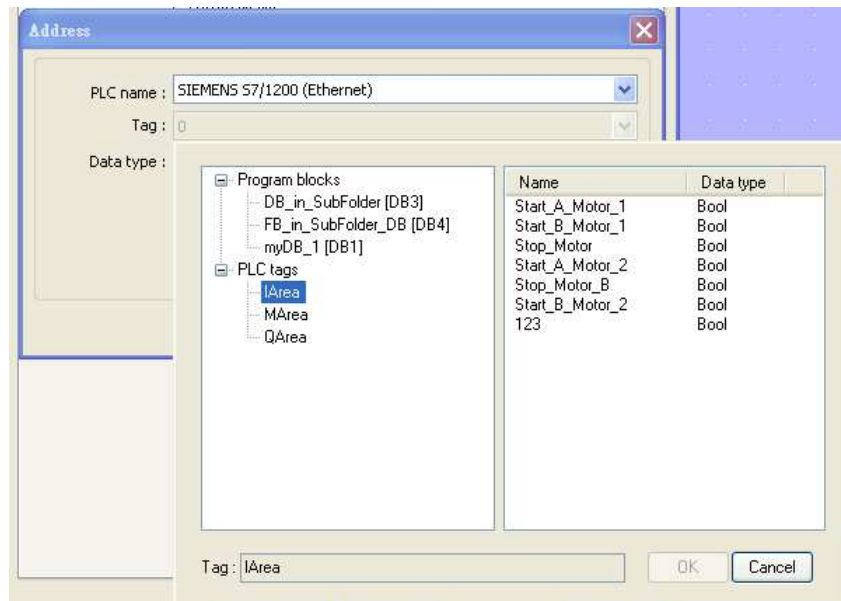 Address
PLC name : SIEMENS S7/1200 (Ethernet)
Tag : 0
Data type :
Program blocks
DB_in_SubFolder [DB3]
FB_in_SubFolder_DB [DB4]
myDB_1 [DB1]
PLC tags
IArea
MArea
QArea
Name Data type
Start_A_Motor_1 Bool
Start_B_Motor_1 Bool
Stop_Motor Bool
Start_A_Motor_2 Bool
Stop_Motor_B Bool
Start_B_Motor_2 Bool
123 Bool
Tag : IArea
OK Cancel